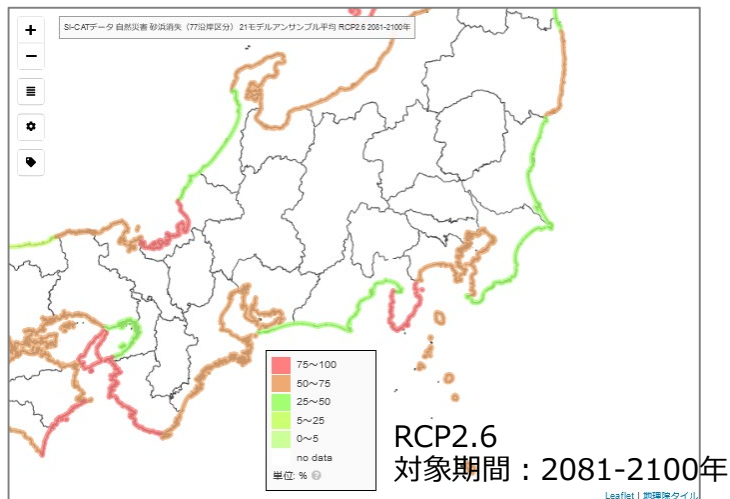 SI-CATデータ 自然災害 砂浜消失（77沿岸区分） 21モデルアンサンブル平均 RCP2.6 2081-2100年
+
−
75～100
50～75
25～50
5～25
0～5
no data
単位: % ?
RCP2.6
対象期間：2081-2100年
Leaflet | 地理院タイル